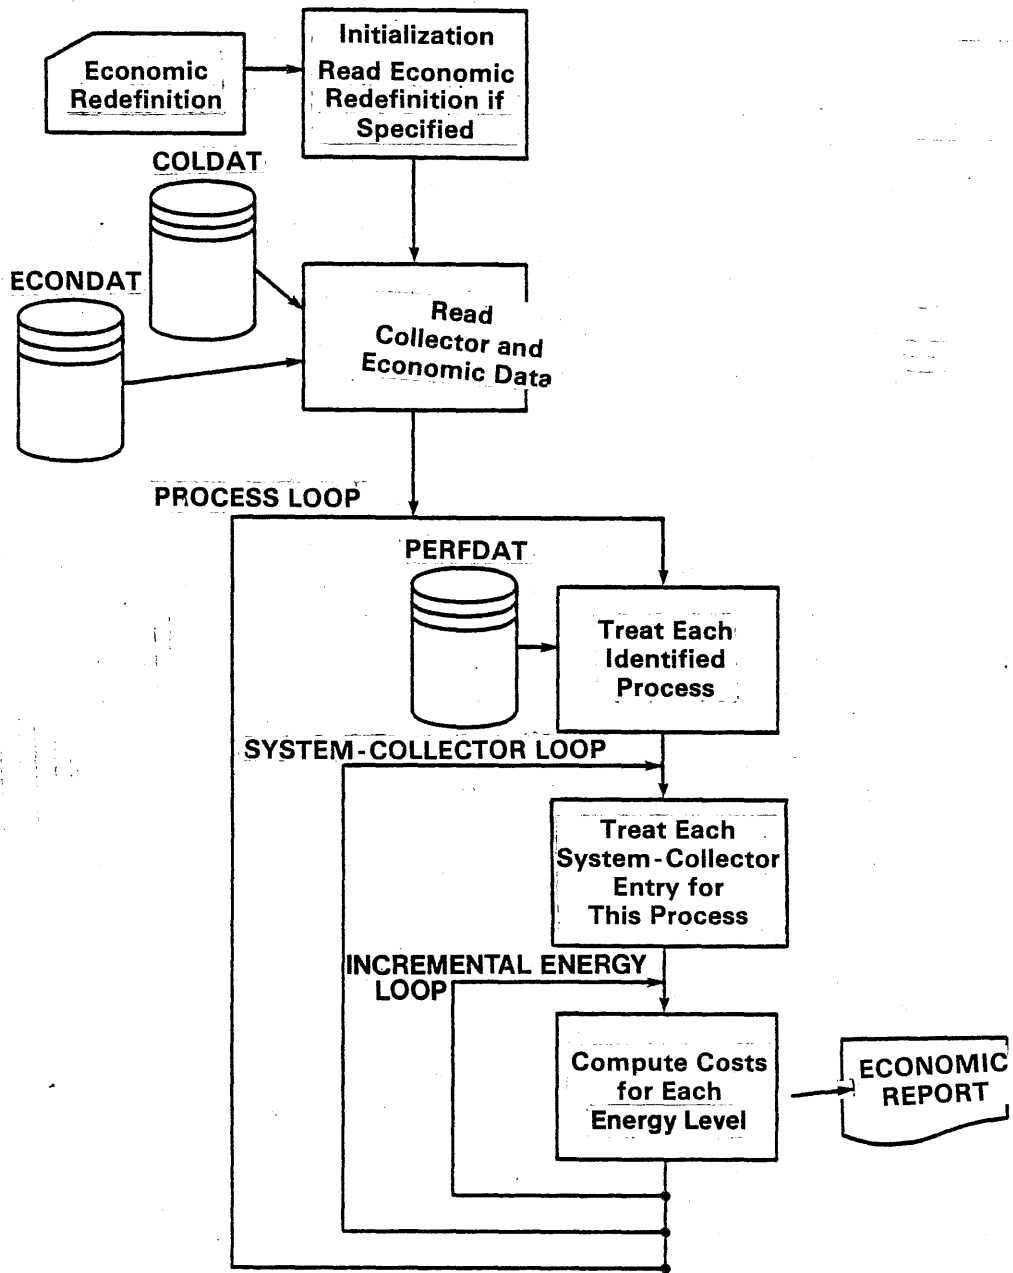 Economic
Redefinition
Initialization
Read Economic
Redefinition if
Specified
COLDAT
ECONDAT
Read
Collector and
Economic Data
PROCESS LOOP
PERFDAT
Treat Each
Identified
Process
SYSTEM-COLLECTOR LOOP
Treat Each
System-Collector
Entry for
This Process
INCREMENTAL ENERGY
LOOP
Compute Costs
for Each
Energy Level
ECONOMIC
REPORT